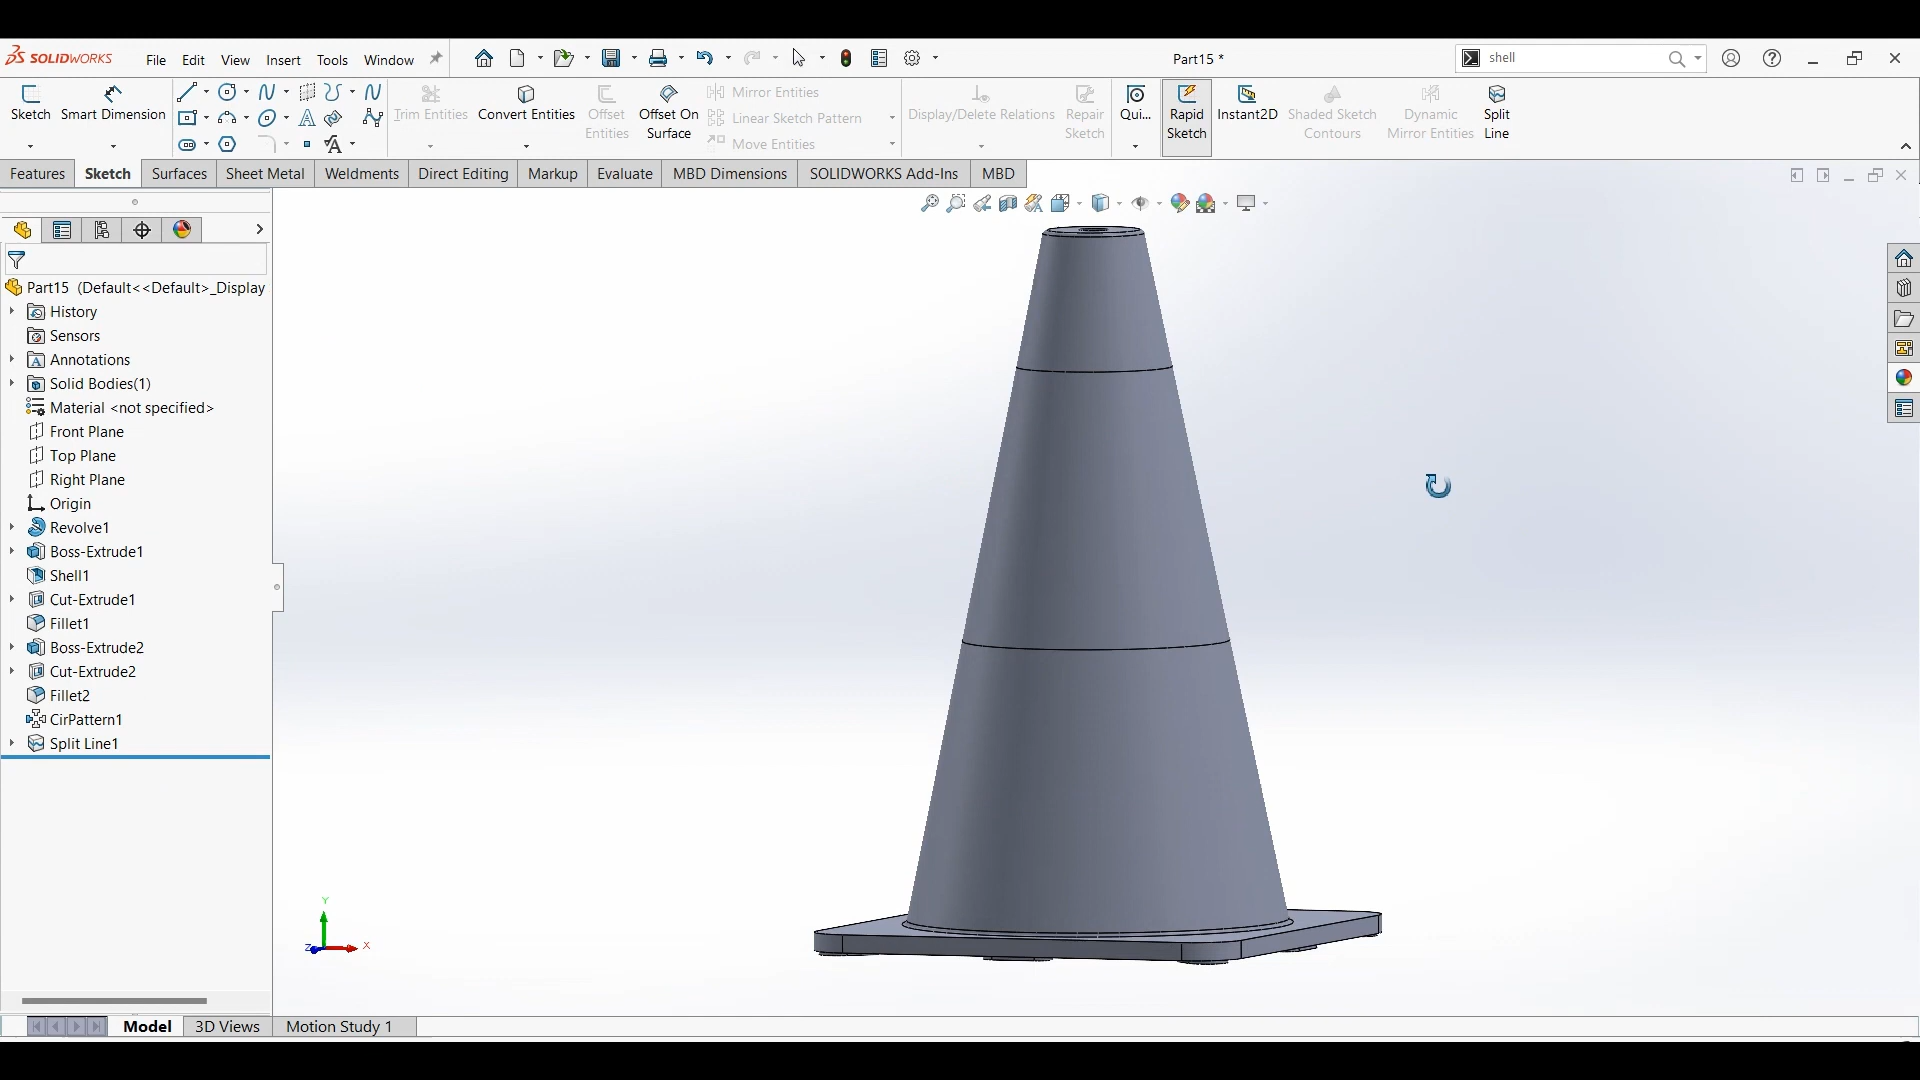 SOLIDWORKS File Edit View Insert Tools Window Part15 * shell
Sketch Smart Dimension Trim Entities Convert Entities Offset Entities Offset On Surface Mirror Entities Linear Sketch Pattern Move Entities Display/Delete Relations Repair Sketch Qui... Rapid Sketch Instant2D Shaded Sketch Contours Dynamic Mirror Entities Split Line
Features Sketch Surfaces Sheet Metal Weldments Direct Editing Markup Evaluate MBD Dimensions SOLIDWORKS Add-Ins MBD
Part15 (Default<<Default>_Display
History
Sensors
Annotations
Solid Bodies(1)
Material <not specified>
Front Plane
Top Plane
Right Plane
Origin
Revolve1
Boss-Extrude1
Shell1
Cut-Extrude1
Fillet1
Boss-Extrude2
Cut-Extrude2
Fillet2
CirPattern1
Split Line1
Y
Z X
Model 3D Views Motion Study 1